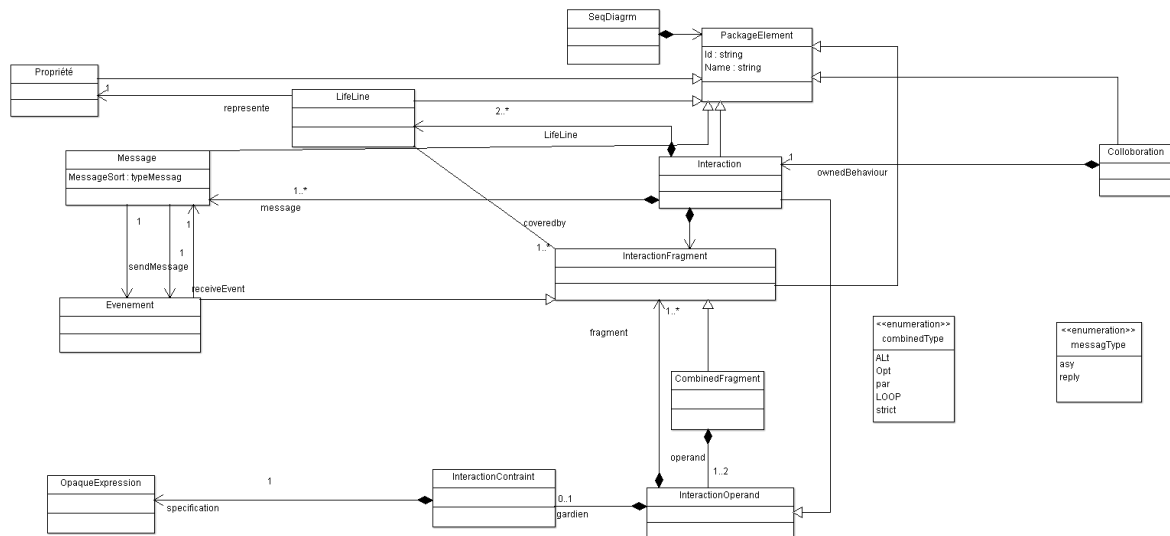 SeqDiagrm
PackageElement
Id : string
Name : string
Propriété
1
represente
LifeLine
2..*
LifeLine
Message
MessageSort : typeMessag
Interaction
1
ownedBehaviour
Colloboration
1..*
message
1
1
1
sendMessage
receiveEvent
coveredby
1..*
InteractionFragment
Evenement
fragment
1..*
<<enumeration>>
combinedType
ALt
Opt
par
LOOP
strict
<<enumeration>>
messagType
asy
reply
CombinedFragment
operand
1..2
OpaqueExpression
1
specification
InteractionContraint
0..1
gardien
InteractionOperand